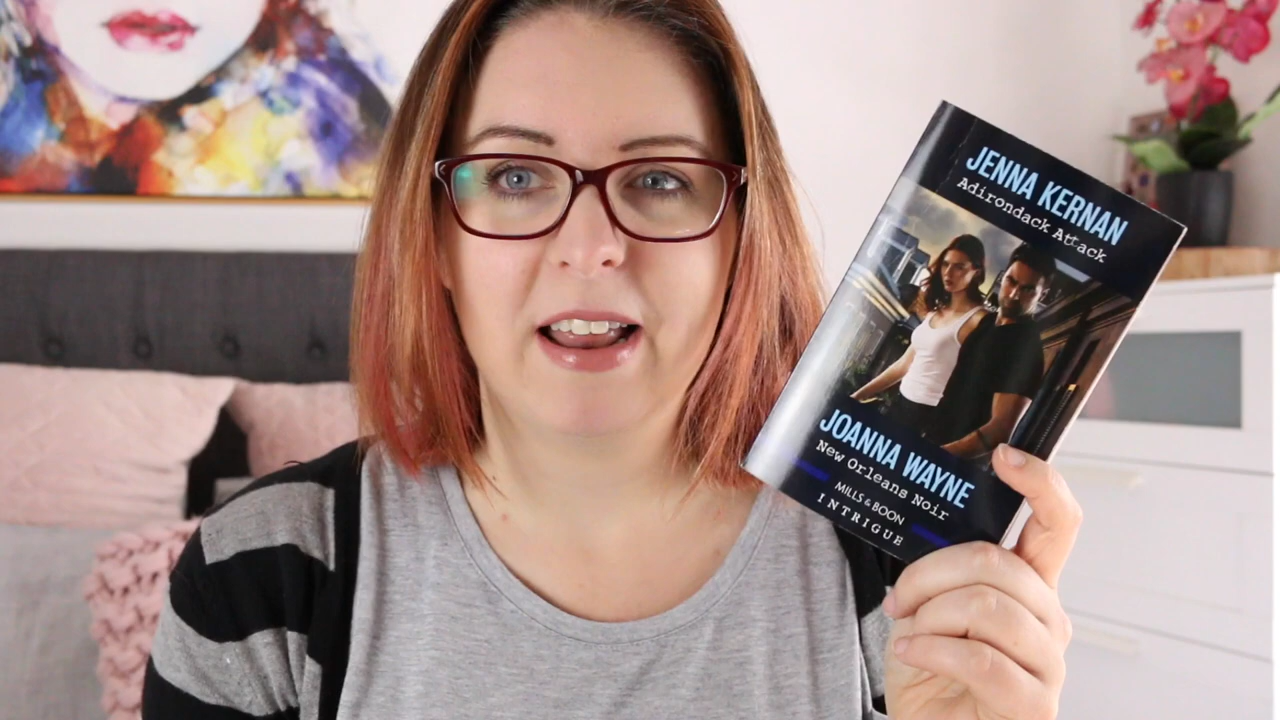 JENNA KERNAN
Adirondack Attack
JOANNA WAYNE
New Orleans Noir
MILLS & BOON
INTRIGUE